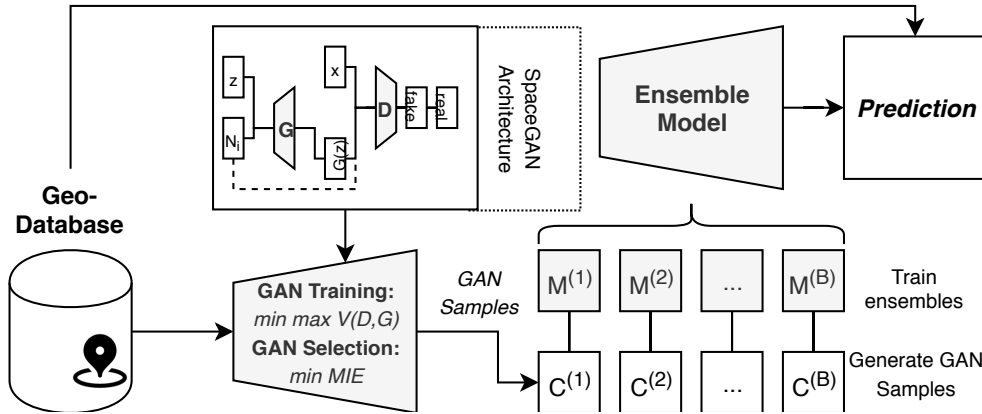 z
N_i
G
x
G(z)
D
fake
real
SpaceGAN
Architecture
Ensemble
Model
Prediction
Geo-
Database
GAN Training:
min max V(D,G)
GAN Selection:
min MIE
GAN
Samples
M^(1)
M^(2)
...
M^(B)
Train
ensembles
C^(1)
C^(2)
...
C^(B)
Generate GAN
Samples